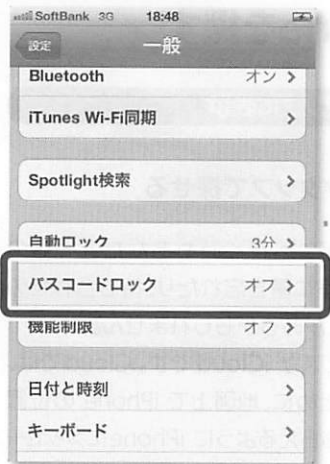 SoftBank 3G 18:48
設定 一般
Bluetooth オン
iTunes Wi-Fi同期
Spotlight検索
自動ロック 3分
パスコードロック オフ
機能制限 オフ
日付と時刻
キーボード